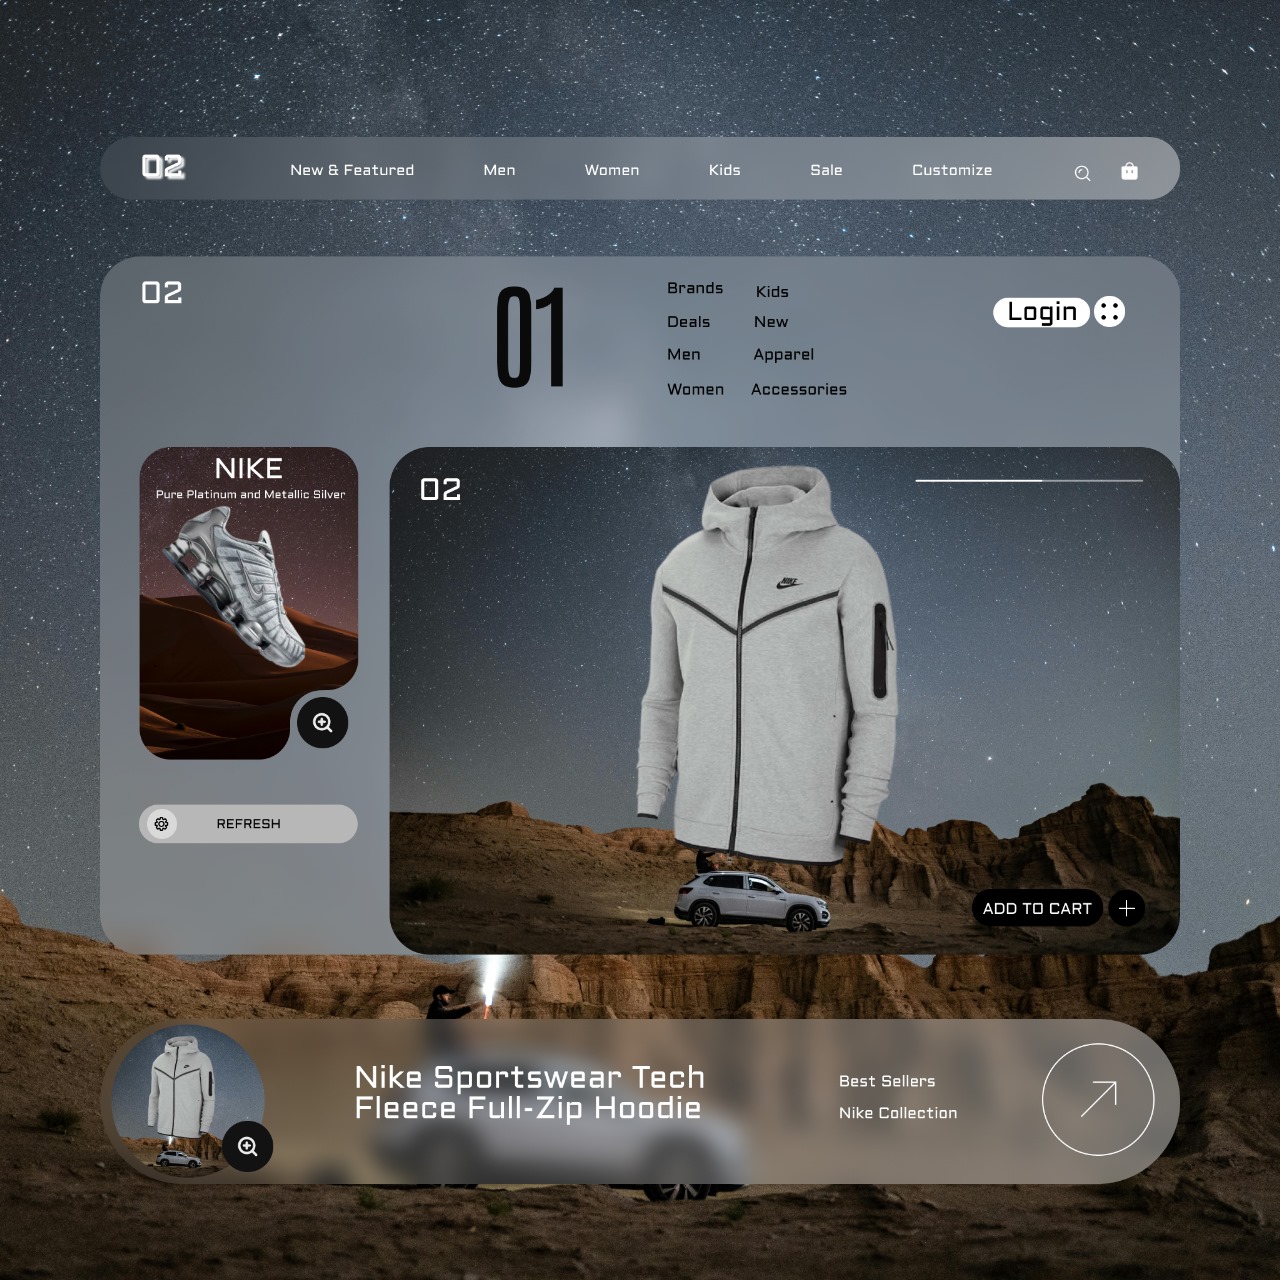 02
New & Featured
Men
Women
Kids
Sale
Customize
02
01
Brands
Kids
Deals
New
Men
Apparel
Women
Accessories
Login
NIKE
Pure Platinum and Metallic Silver
REFRESH
02
NIKE
ADD TO CART
Nike Sportswear Tech
Fleece Full-Zip Hoodie
Best Sellers
Nike Collection